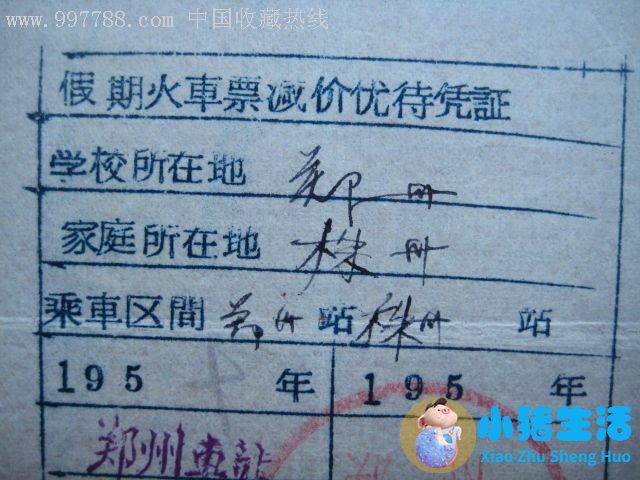 www.997788.com 中国收藏热线
假期火車票减价优待凭証
学校所在地 郑州
家庭所在地 株州
乘車区間 郑州 站 株州 站
195 年 195 年
郑州車站
小猪生活
Xiao Zhu Sheng Huo